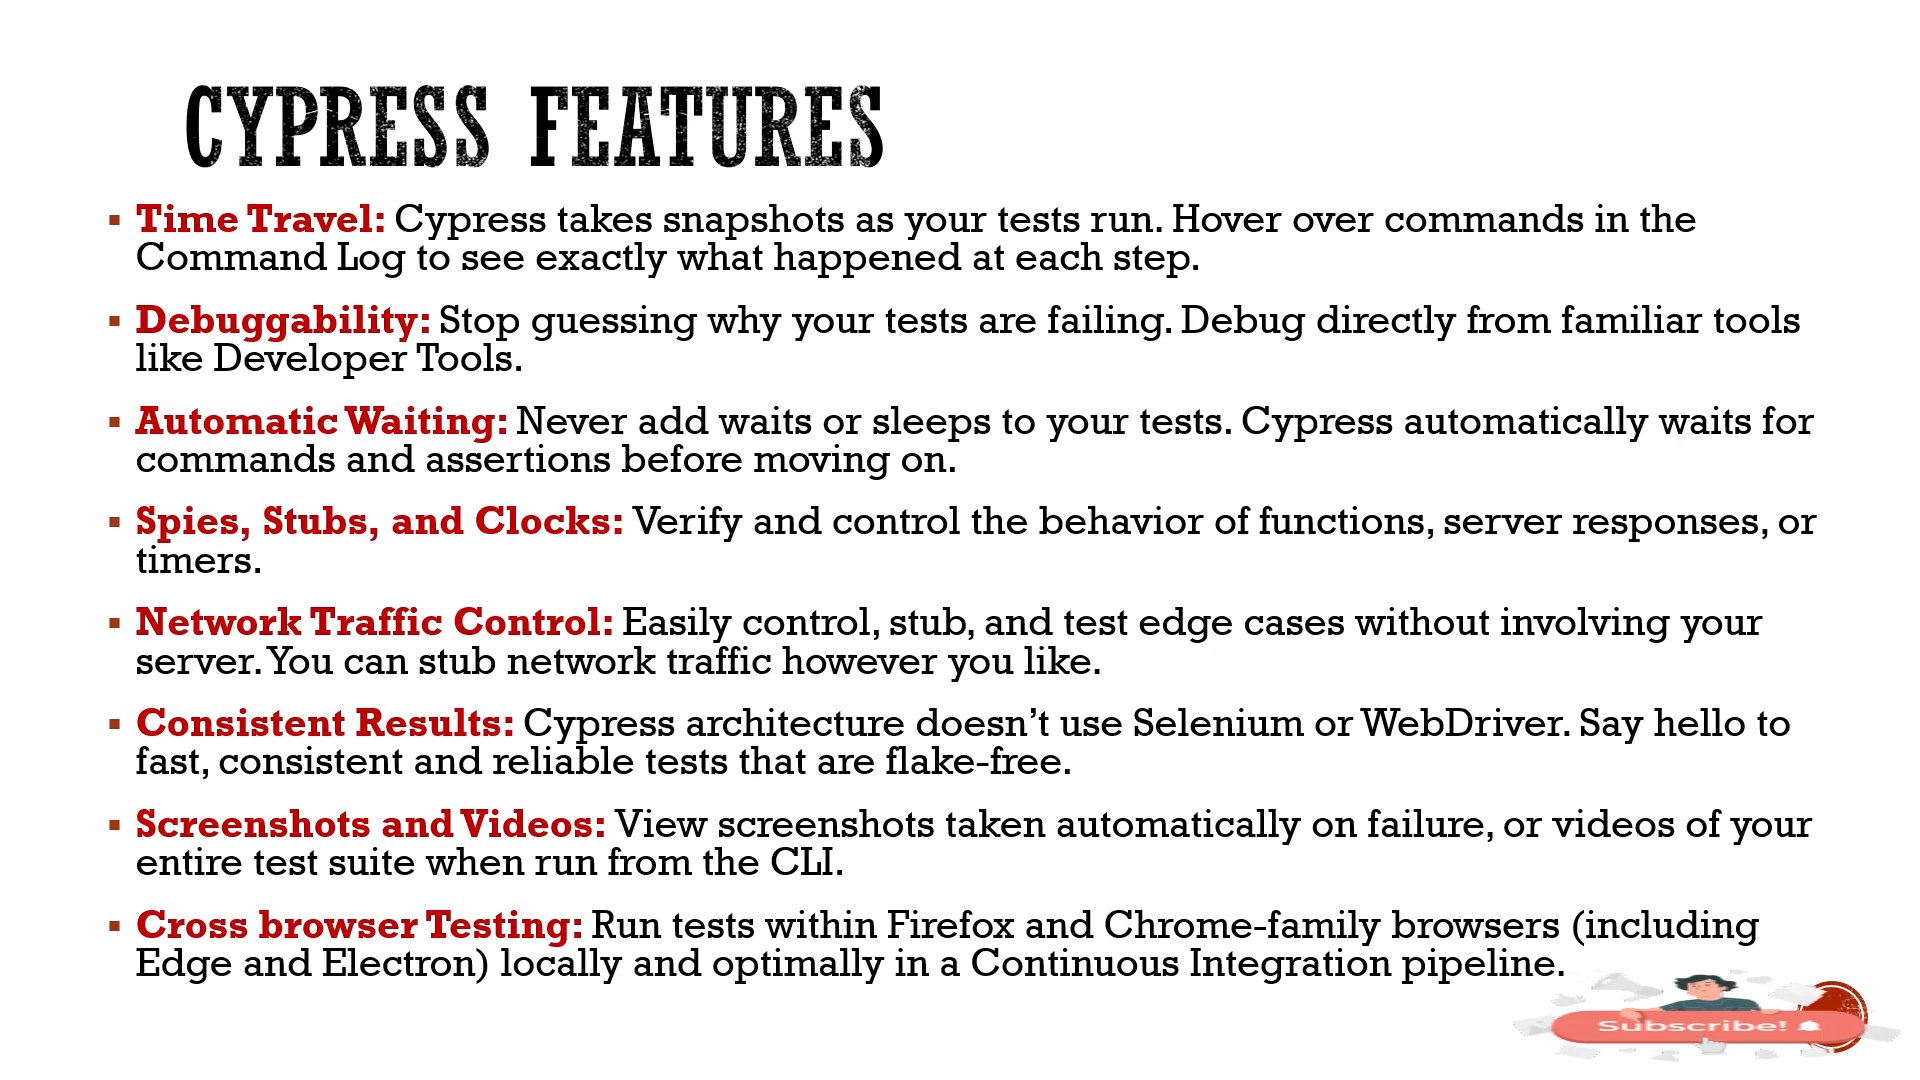 CYPRESS FEATURES
▪ Time Travel: Cypress takes snapshots as your tests run. Hover over commands in the
Command Log to see exactly what happened at each step.
▪ Debuggability: Stop guessing why your tests are failing. Debug directly from familiar tools
like Developer Tools.
▪ Automatic Waiting: Never add waits or sleeps to your tests. Cypress automatically waits for
commands and assertions before moving on.
▪ Spies, Stubs, and Clocks: Verify and control the behavior of functions, server responses, or
timers.
▪ Network Traffic Control: Easily control, stub, and test edge cases without involving your
server. You can stub network traffic however you like.
▪ Consistent Results: Cypress architecture doesn’t use Selenium or WebDriver. Say hello to
fast, consistent and reliable tests that are flake-free.
▪ Screenshots and Videos: View screenshots taken automatically on failure, or videos of your
entire test suite when run from the CLI.
▪ Cross browser Testing: Run tests within Firefox and Chrome-family browsers (including
Edge and Electron) locally and optimally in a Continuous Integration pipeline.
Subscribe!